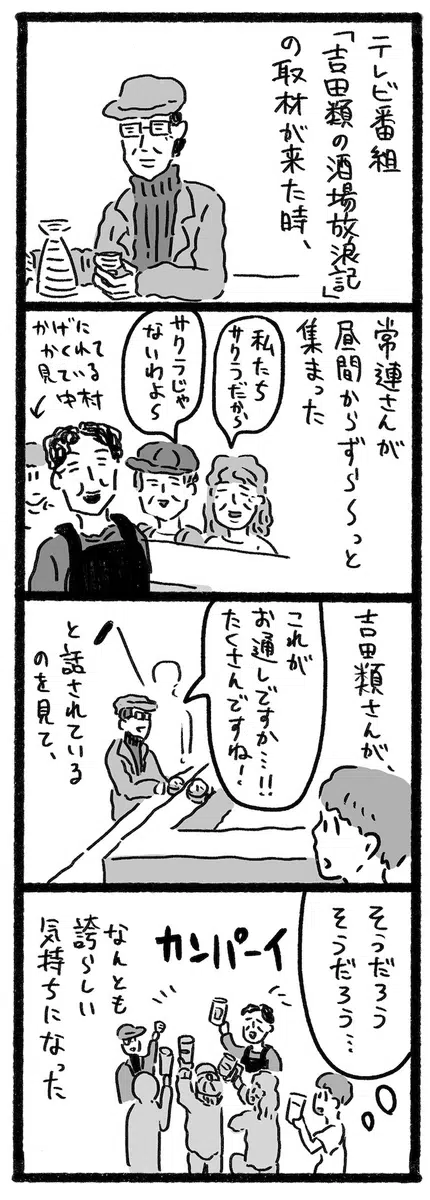 テレビ番組
「吉田類の酒場放浪記」
の取材が来た時、
常連さんが
昼間からずら〜〜っと
集まった
私たち
サクラだから
サクラじゃ
ないわよ〜
かげに
かくれて
見ている
中村
吉田類さんが、
これが
お通しですか…!!
たくさんですね!
と話されている
のを見て、
そうだろう
そうだろう…
カンパーイ
なんとも
誇らしい
気持ちになった